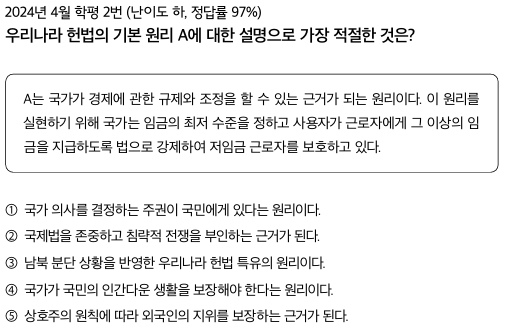 2024년 4월 학평 2번 (난이도 하, 정답률 97%)
우리나라 헌법의 기본 원리 A에 대한 설명으로 가장 적절한 것은?
A는 국가가 경제에 관한 규제와 조정을 할 수 있는 근거가 되는 원리이다. 이 원리를
실현하기 위해 국가는 임금의 최저 수준을 정하고 사용자가 근로자에게 그 이상의 임
금을 지급하도록 법으로 강제하여 저임금 근로자를 보호하고 있다.
① 국가 의사를 결정하는 주권이 국민에게 있다는 원리이다.
② 국제법을 존중하고 침략적 전쟁을 부인하는 근거가 된다.
③ 남북 분단 상황을 반영한 우리나라 헌법 특유의 원리이다.
④ 국가가 국민의 인간다운 생활을 보장해야 한다는 원리이다.
⑤ 상호주의 원칙에 따라 외국인의 지위를 보장하는 근거가 된다.